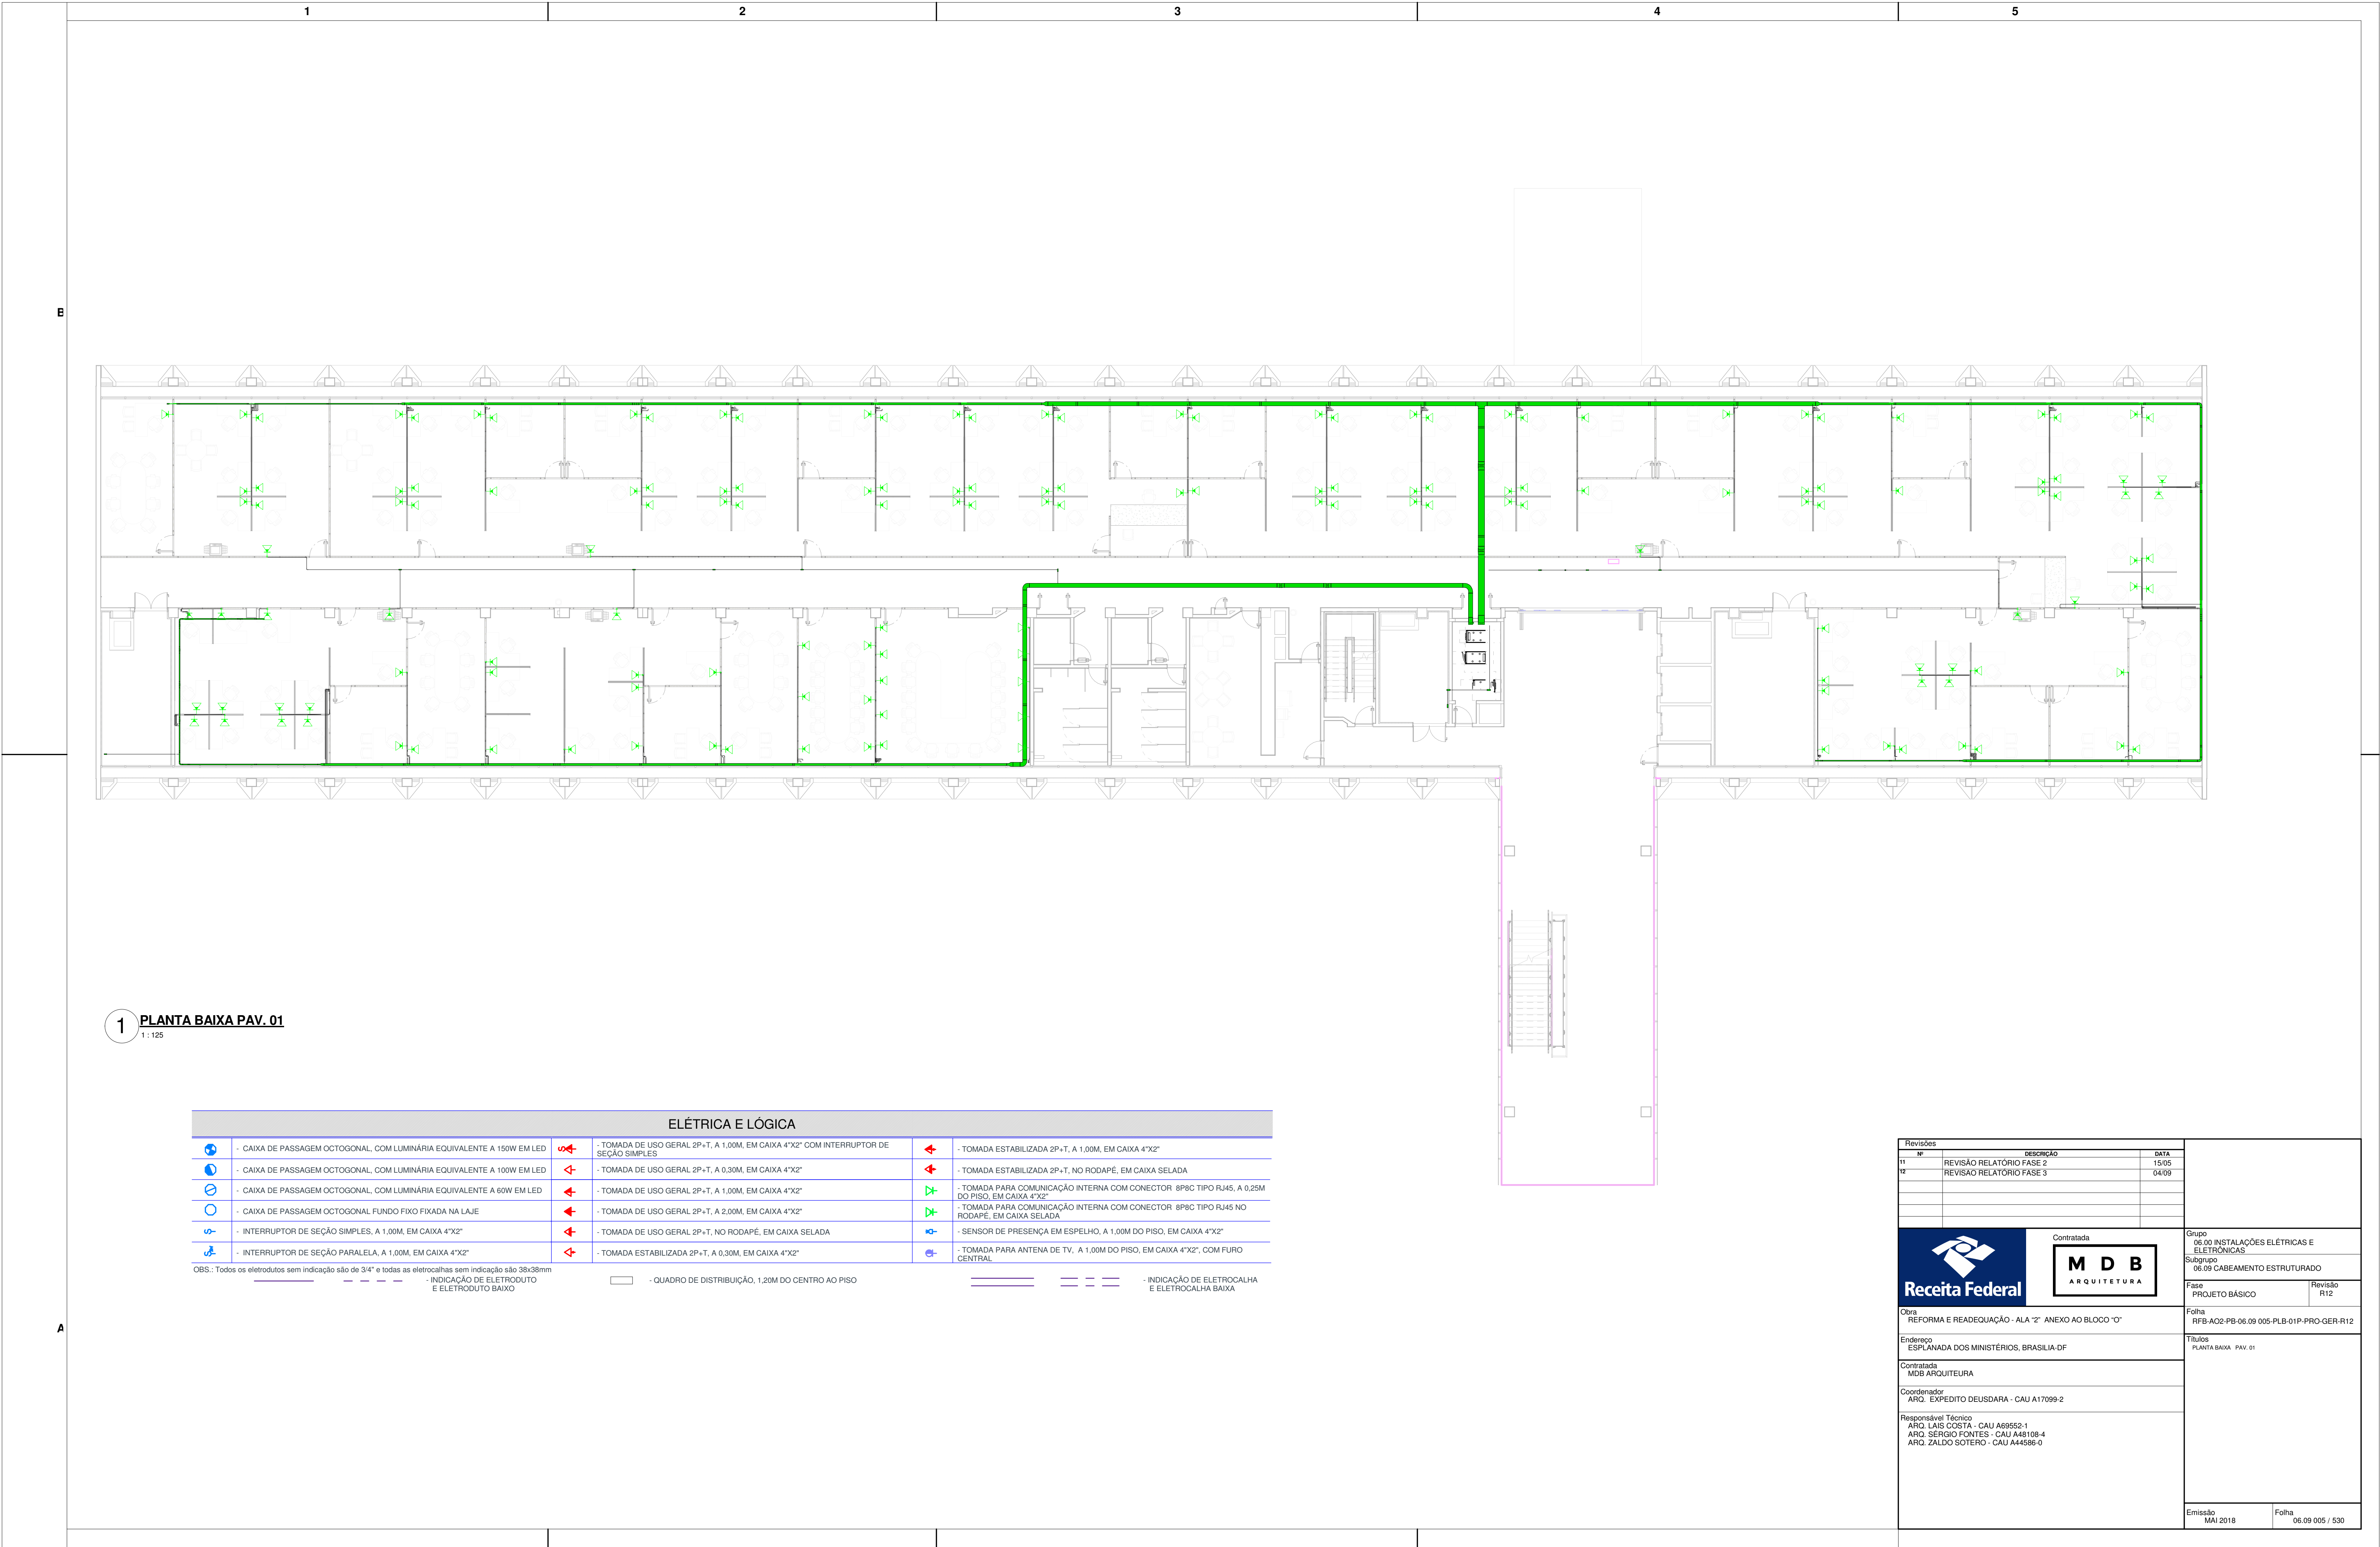 1 2 3 4 5
B
A
1 PLANTA BAIXA PAV. 01
1 : 125
ELÉTRICA E LÓGICA
- CAIXA DE PASSAGEM OCTOGONAL, COM LUMINÁRIA EQUIVALENTE A 150W EM LED
- CAIXA DE PASSAGEM OCTOGONAL, COM LUMINÁRIA EQUIVALENTE A 100W EM LED
- CAIXA DE PASSAGEM OCTOGONAL, COM LUMINÁRIA EQUIVALENTE A 60W EM LED
- CAIXA DE PASSAGEM OCTOGONAL FUNDO FIXO FIXADA NA LAJE
- INTERRUPTOR DE SEÇÃO SIMPLES, A 1,00M, EM CAIXA 4"X2"
- INTERRUPTOR DE SEÇÃO PARALELA, A 1,00M, EM CAIXA 4"X2"
- TOMADA DE USO GERAL 2P+T, A 1,00M, EM CAIXA 4"X2" COM INTERRUPTOR DE
SEÇÃO SIMPLES
- TOMADA DE USO GERAL 2P+T, A 0,30M, EM CAIXA 4"X2"
- TOMADA DE USO GERAL 2P+T, A 1,00M, EM CAIXA 4"X2"
- TOMADA DE USO GERAL 2P+T, A 2,00M, EM CAIXA 4"X2"
- TOMADA DE USO GERAL 2P+T, NO RODAPÉ, EM CAIXA SELADA
- TOMADA ESTABILIZADA 2P+T, A 0,30M, EM CAIXA 4"X2"
- TOMADA ESTABILIZADA 2P+T, A 1,00M, EM CAIXA 4"X2"
- TOMADA ESTABILIZADA 2P+T, NO RODAPÉ, EM CAIXA SELADA
- TOMADA PARA COMUNICAÇÃO INTERNA COM CONECTOR 8P8C TIPO RJ45, A 0,25M
DO PISO, EM CAIXA 4"X2"
- TOMADA PARA COMUNICAÇÃO INTERNA COM CONECTOR 8P8C TIPO RJ45 NO
RODAPÉ, EM CAIXA SELADA
- SENSOR DE PRESENÇA EM ESPELHO, A 1,00M DO PISO, EM CAIXA 4"X2"
- TOMADA PARA ANTENA DE TV, A 1,00M DO PISO, EM CAIXA 4"X2", COM FURO
CENTRAL
OBS.: Todos os eletrodutos sem indicação são de 3/4" e todas as eletrocalhas sem indicação são 38x38mm
- INDICAÇÃO DE ELETRODUTO
E ELETRODUTO BAIXO
- QUADRO DE DISTRIBUIÇÃO, 1,20M DO CENTRO AO PISO
- INDICAÇÃO DE ELETROCALHA
E ELETROCALHA BAIXA
Revisões
Nº DESCRIÇÃO DATA
11 REVISÃO RELATÓRIO FASE 2 15/05
12 REVISÃO RELATÓRIO FASE 3 04/09
Receita Federal
Contratada
MDB
ARQUITETURA
Grupo
06.00 INSTALAÇÕES ELÉTRICAS E
ELETRÔNICAS
Subgrupo
06.09 CABEAMENTO ESTRUTURADO
Fase
PROJETO BÁSICO
Revisão
R12
Obra
REFORMA E READEQUAÇÃO - ALA “2” ANEXO AO BLOCO “O”
Folha
RFB-AO2-PB-06.09 005-PLB-01P-PRO-GER-R12
Endereço
ESPLANADA DOS MINISTÉRIOS, BRASILIA-DF
Títulos
PLANTA BAIXA PAV. 01
Contratada
MDB ARQUITEURA
Coordenador
ARQ. EXPEDITO DEUSDARA - CAU A17099-2
Responsável Técnico
ARQ. LAIS COSTA - CAU A69552-1
ARQ. SÉRGIO FONTES - CAU A48108-4
ARQ. ZALDO SOTERO - CAU A44586-0
Emissão
MAI 2018
Folha
06.09 005 / 530